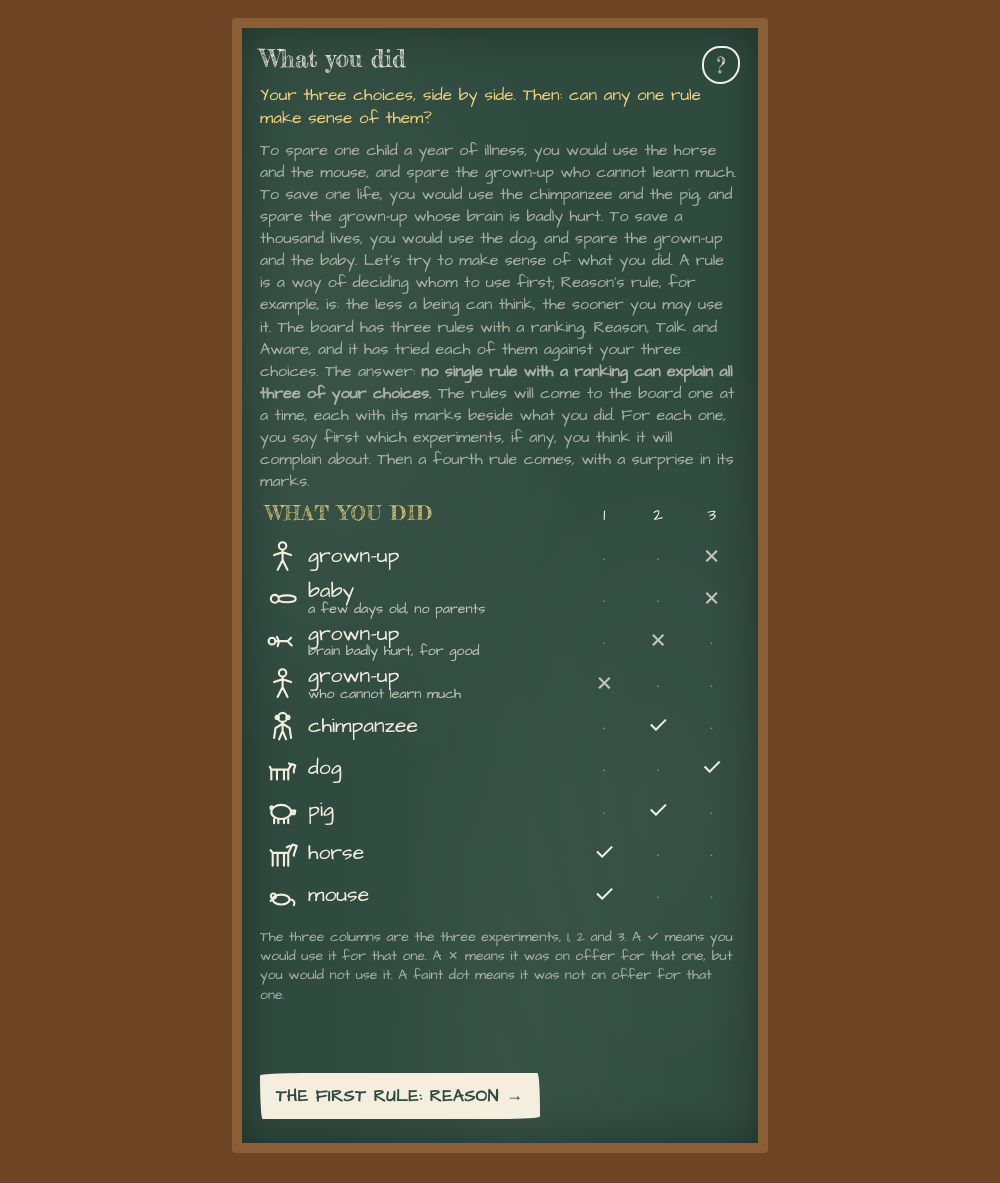 What you did
?
Your three choices, side by side. Then: can any one rule
make sense of them?
To spare one child a year of illness, you would use the horse
and the mouse, and spare the grown-up who cannot learn much.
To save one life, you would use the chimpanzee and the pig, and
spare the grown-up whose brain is badly hurt. To save a
thousand lives, you would use the dog, and spare the grown-up
and the baby. Let's try to make sense of what you did. A rule
is a way of deciding whom to use first; Reason's rule, for
example, is: the less a being can think, the sooner you may use
it. The board has three rules with a ranking, Reason, Talk and
Aware, and it has tried each of them against your three
choices. The answer: no single rule with a ranking can explain all
three of your choices. The rules will come to the board one at
a time, each with its marks beside what you did. For each one,
you say first which experiments, if any, you think it will
complain about. Then a fourth rule comes, with a surprise in its
marks.
WHAT YOU DID 1 2 3
grown-up · · ✕
baby · · ✕
a few days old, no parents
grown-up · ✕ ·
brain badly hurt, for good
grown-up ✕ · ·
who cannot learn much
chimpanzee · ✓ ·
dog · · ✓
pig · ✓ ·
horse ✓ · ·
mouse ✓ · ·
The three columns are the three experiments, 1, 2 and 3. A ✓ means you
would use it for that one. A ✕ means it was on offer for that one, but
you would not use it. A faint dot means it was not on offer for that
one.
THE FIRST RULE: REASON →